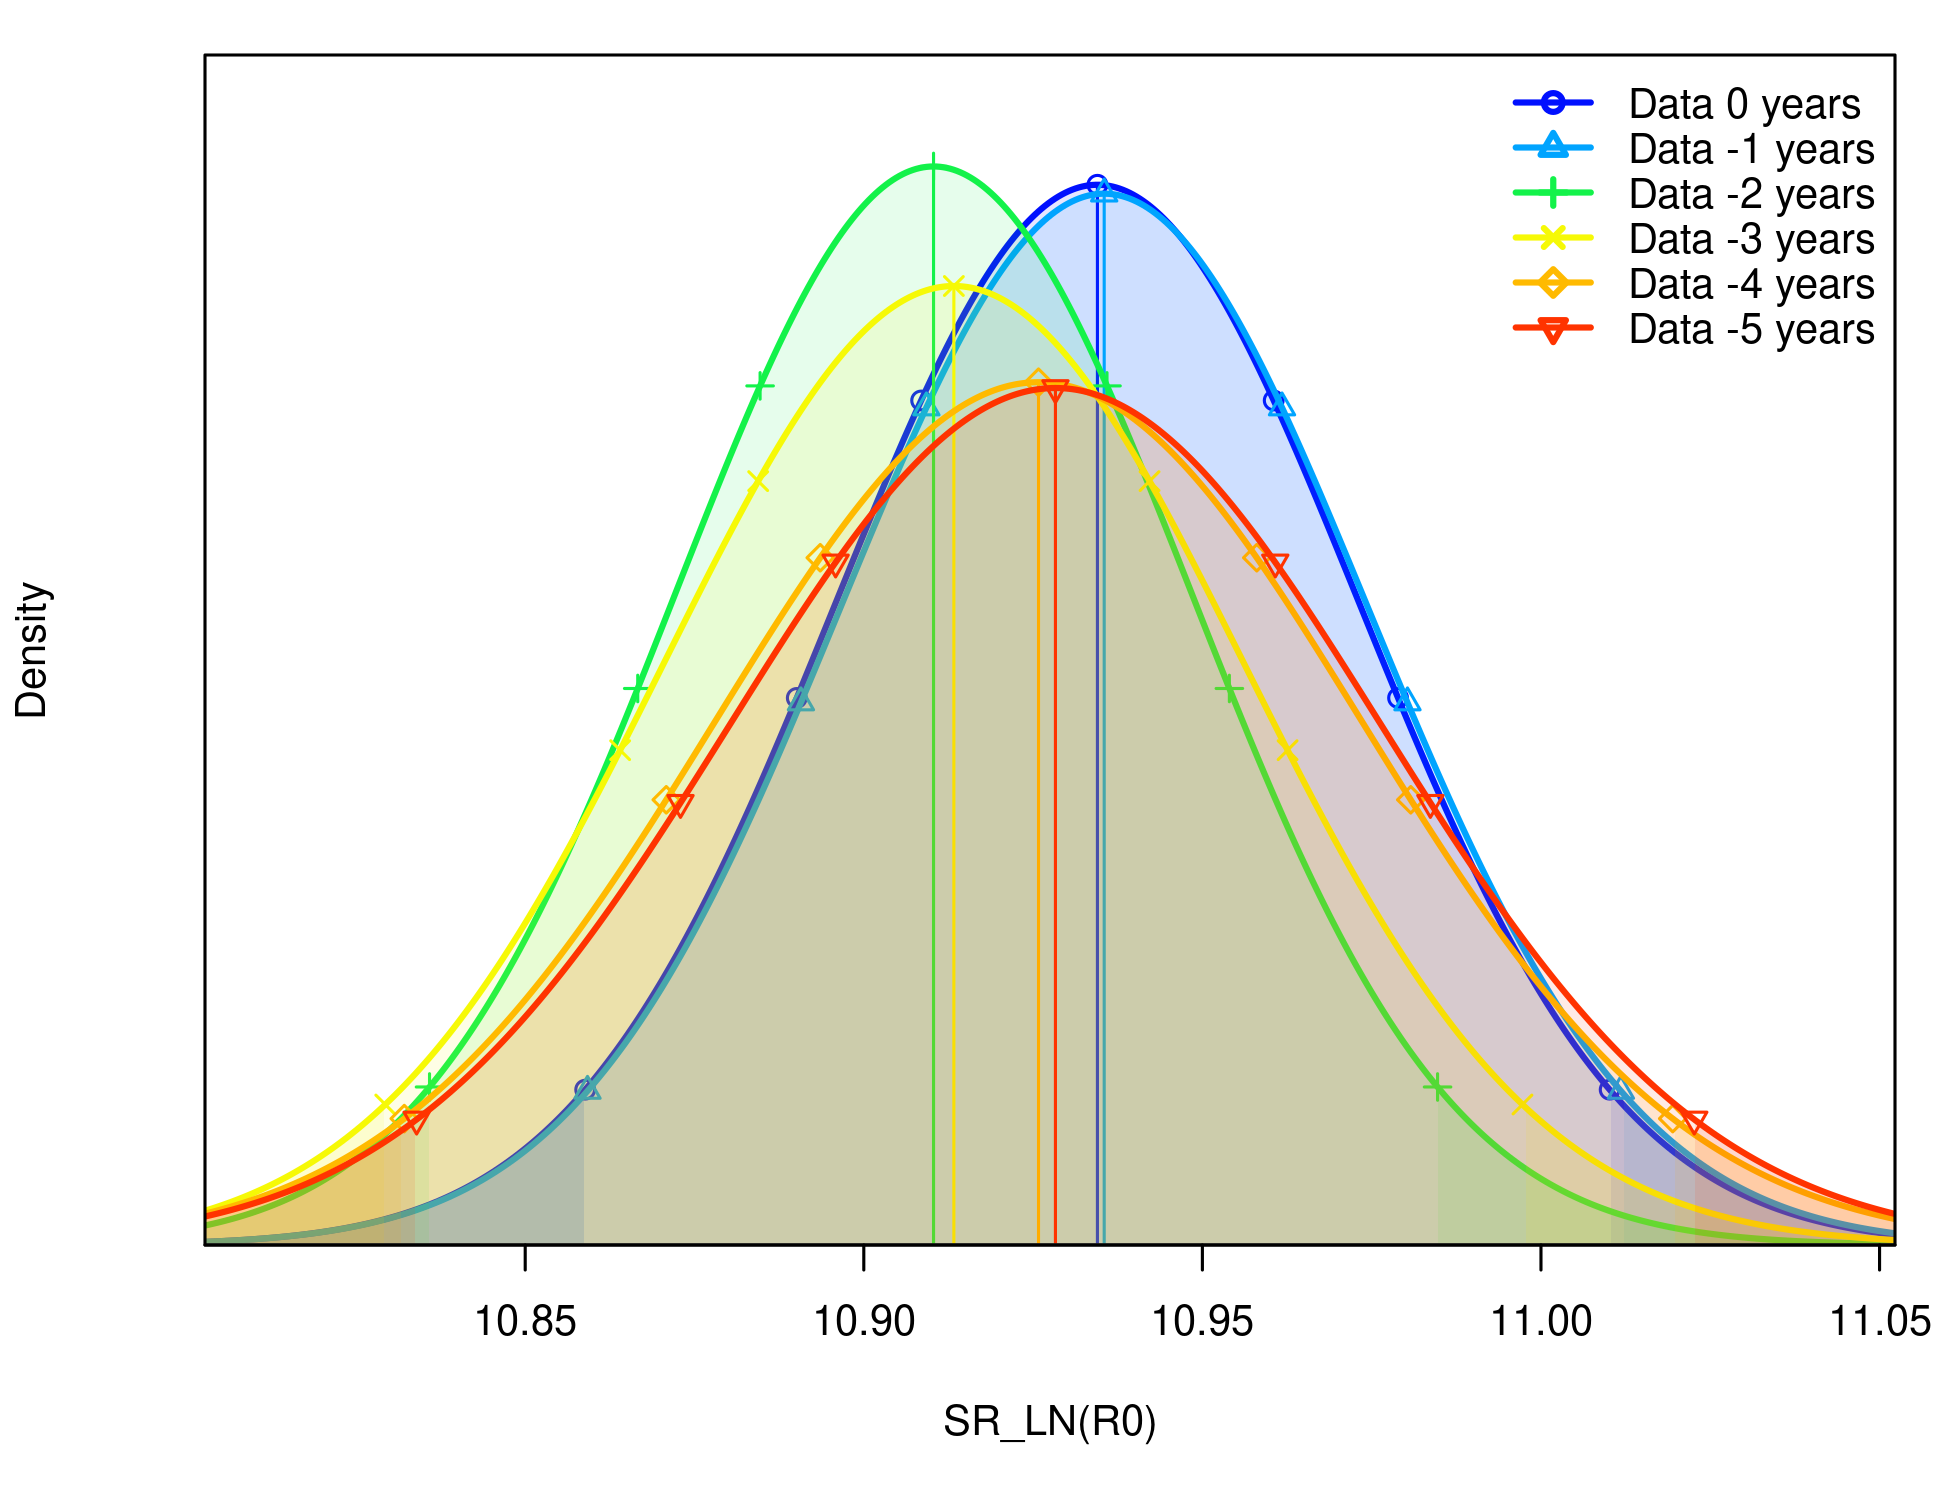 Data 0 years
Data -1 years
Data -2 years
Data -3 years
Data -4 years
Data -5 years
Density
10.85
10.90
10.95
11.00
11.05
SR_LN(R0)